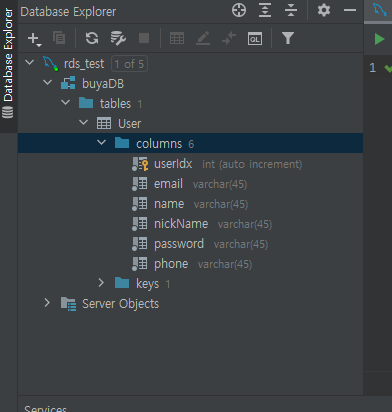 Database Explorer
Database Explorer
QL
rds_test 1 of 5
1
buyaDB
tables 1
User
columns 6
userIdx int (auto increment)
email varchar(45)
name varchar(45)
nickName varchar(45)
password varchar(45)
phone varchar(45)
keys 1
Server Objects
Services